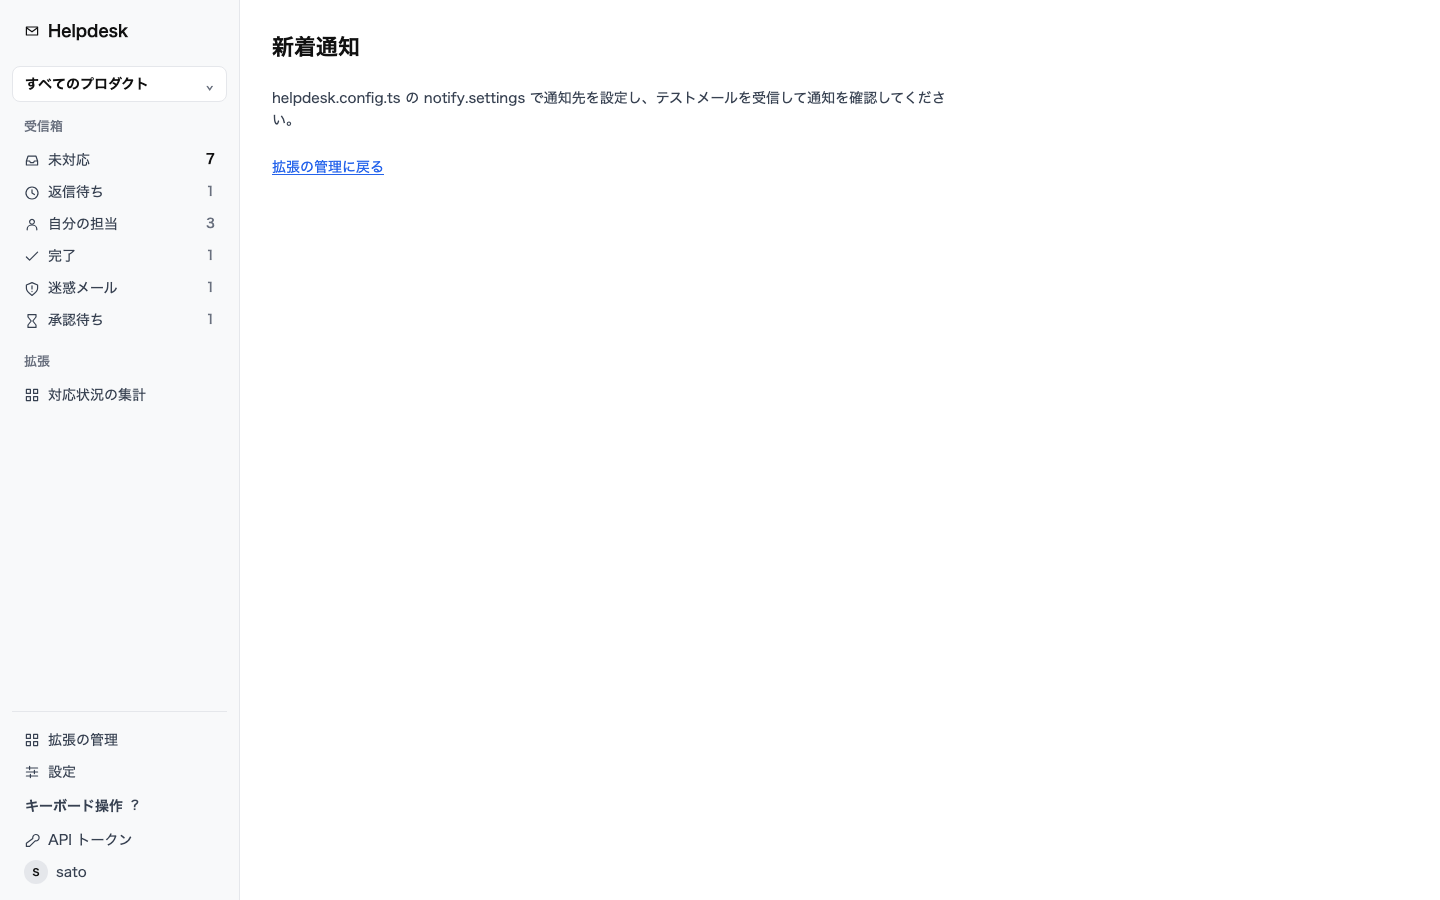 Helpdesk
すべてのプロダクト
受信箱
未対応 7
返信待ち 1
自分の担当 3
完了 1
迷惑メール 1
承認待ち 1
拡張
対応状況の集計
拡張の管理
設定
キーボード操作 ?
API トークン
S sato
新着通知
helpdesk.config.ts の notify.settings で通知先を設定し、テストメールを受信して通知を確認してくださ
い。
拡張の管理に戻る